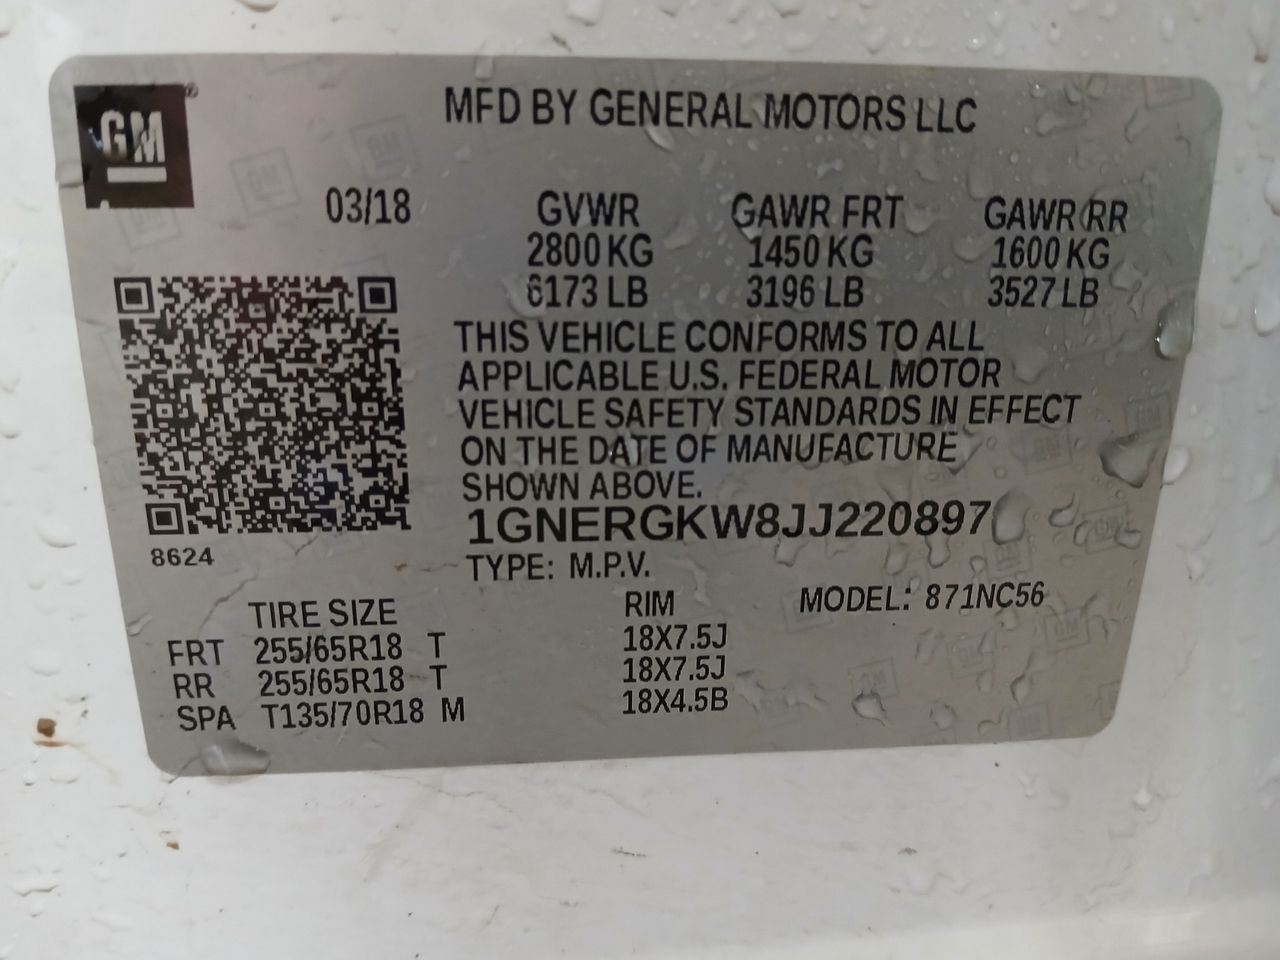 GM
MFD BY GENERAL MOTORS LLC
03/18 GVWR GAWR FRT GAWR RR
2800 KG 1450 KG 1600 KG
6173 LB 3196 LB 3527 LB
THIS VEHICLE CONFORMS TO ALL
APPLICABLE U.S. FEDERAL MOTOR
VEHICLE SAFETY STANDARDS IN EFFECT
ON THE DATE OF MANUFACTURE
SHOWN ABOVE.
1GNERGKW8JJ220897
8624
TYPE: M.P.V.
TIRE SIZE RIM MODEL: 871NC56
FRT 255/65R18 T 18X7.5J
RR 255/65R18 T 18X7.5J
SPA T135/70R18 M 18X4.5B